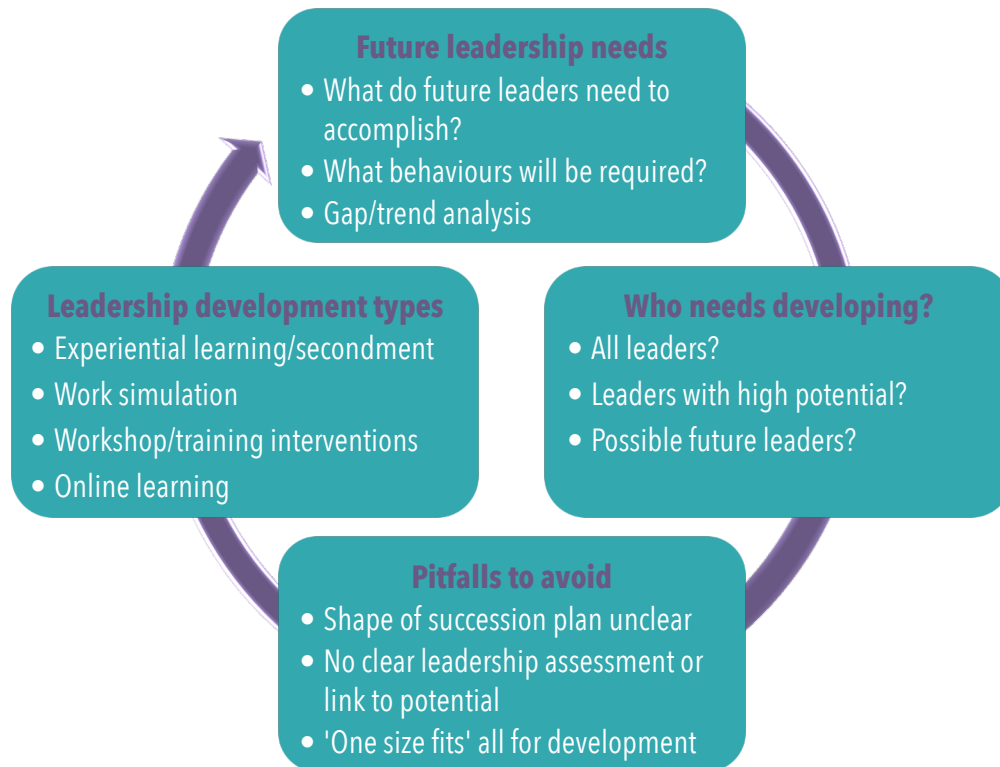 Future leadership needs
• What do future leaders need to
accomplish?
• What behaviours will be required?
• Gap/trend analysis
Who needs developing?
• All leaders?
• Leaders with high potential?
• Possible future leaders?
Pitfalls to avoid
• Shape of succession plan unclear
• No clear leadership assessment or
link to potential
• 'One size fits' all for development
Leadership development types
• Experiential learning/secondment
• Work simulation
• Workshop/training interventions
• Online learning